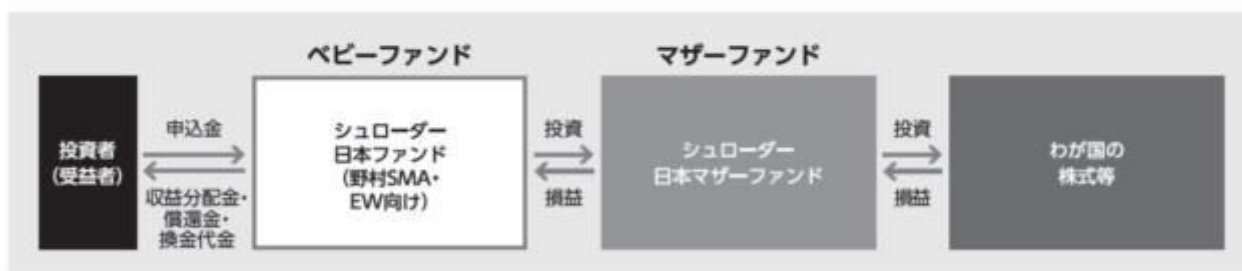 ベビーファンド
マザーファンド
投資者
(受益者)
申込金
収益分配金・
償還金・
換金代金
シュローダー
日本ファンド
(野村SMA・
EW向け)
投資
損益
シュローダー
日本マザーファンド
投資
損益
わが国の
株式等